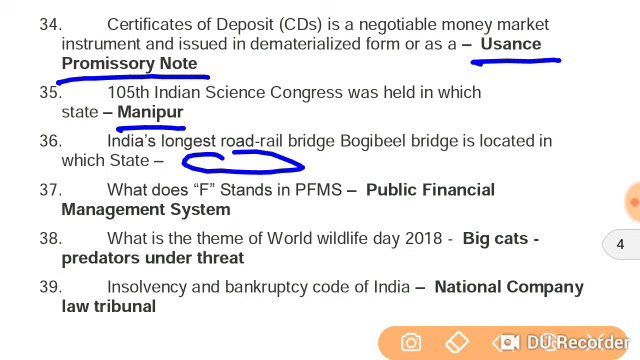 34. Certificates of Deposit (CDs) is a negotiable money market
instrument and issued in dematerialized form or as a – Usance
Promissory Note
35. 105th Indian Science Congress was held in which
state – Manipur
36. India's longest road-rail bridge Bogibeel bridge is located in
which State –
37. What does “F” Stands in PFMS – Public Financial
Management System
38. What is the theme of World wildlife day 2018 - Big cats -
predators under threat
39. Insolvency and bankruptcy code of India – National Company
law tribunal
4
DU Recorder